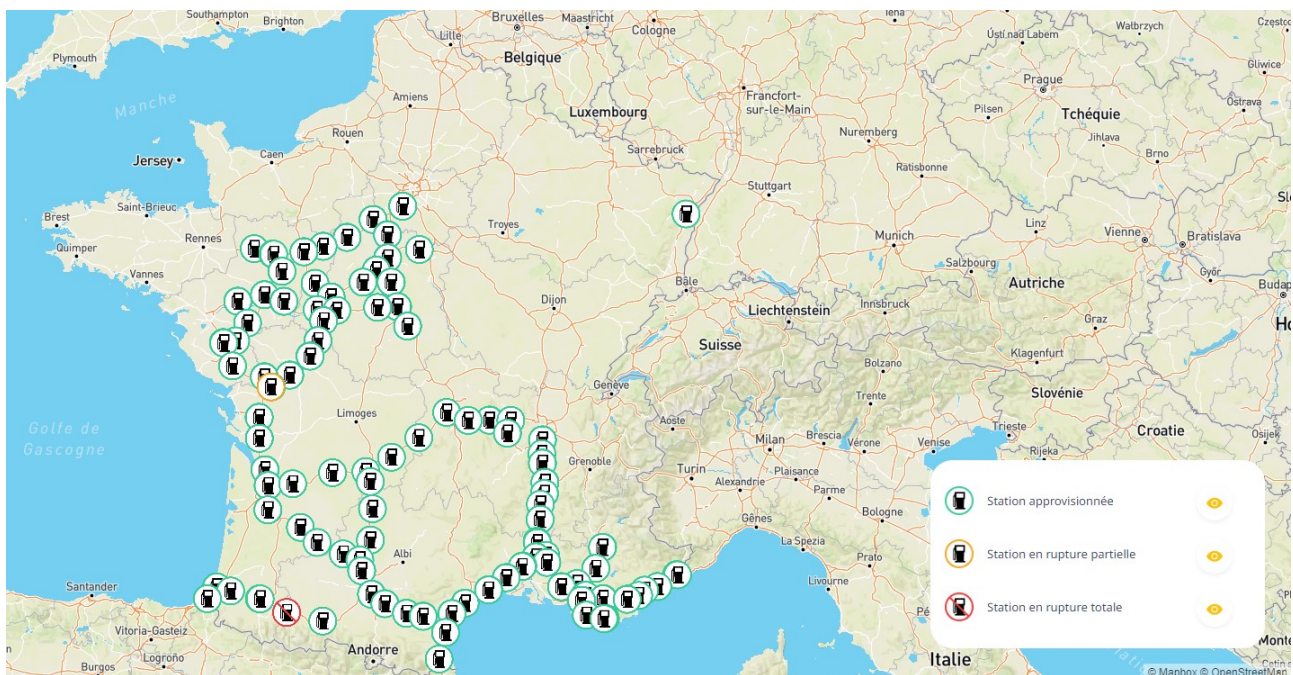 Southampton
Brighton
Bruxelles
Maastricht
Cologne
Iena
Ústí nad Labem
Wałbrzych
Lille
Belgique
Plymouth
Prague
Gliwice
Manche
Amiens
Luxembourg
Francfort-
sur-le-Main
Pilsen
Tchéquie
Ostrava
Rouen
Nuremberg
Jihlava
Jersey
Caen
Sarrebruck
Ratisbonne
Brno
Stuttgart
Brest
Saint-Brieuc
Troyes
Linz
Quimper
Rennes
Munich
Vienne
Bratislava
Vannes
Salzbourg
Győr
Bâle
Autriche
Dijon
Liechtenstein
Innsbruck
Graz
Suisse
Klagenfurt
Bolzano
Genève
Slovénie
Trente
Limoges
Aoste
Golfe de
Gascogne
Milan
Brescia
Vérone
Venise
Trieste
Croatie
Osijek
Rijeka
Grenoble
Turin
Plaisance
Alexandrie
Parme
Bologne
Gênes
La Spezia
Prato
Albi
Livourne
Santander
Vitoria-Gasteiz
Logroño
Burgos
Andorre
Italie
Station approvisionnée
Station en rupture partielle
Station en rupture totale
© Mapbox © OpenStreetMap